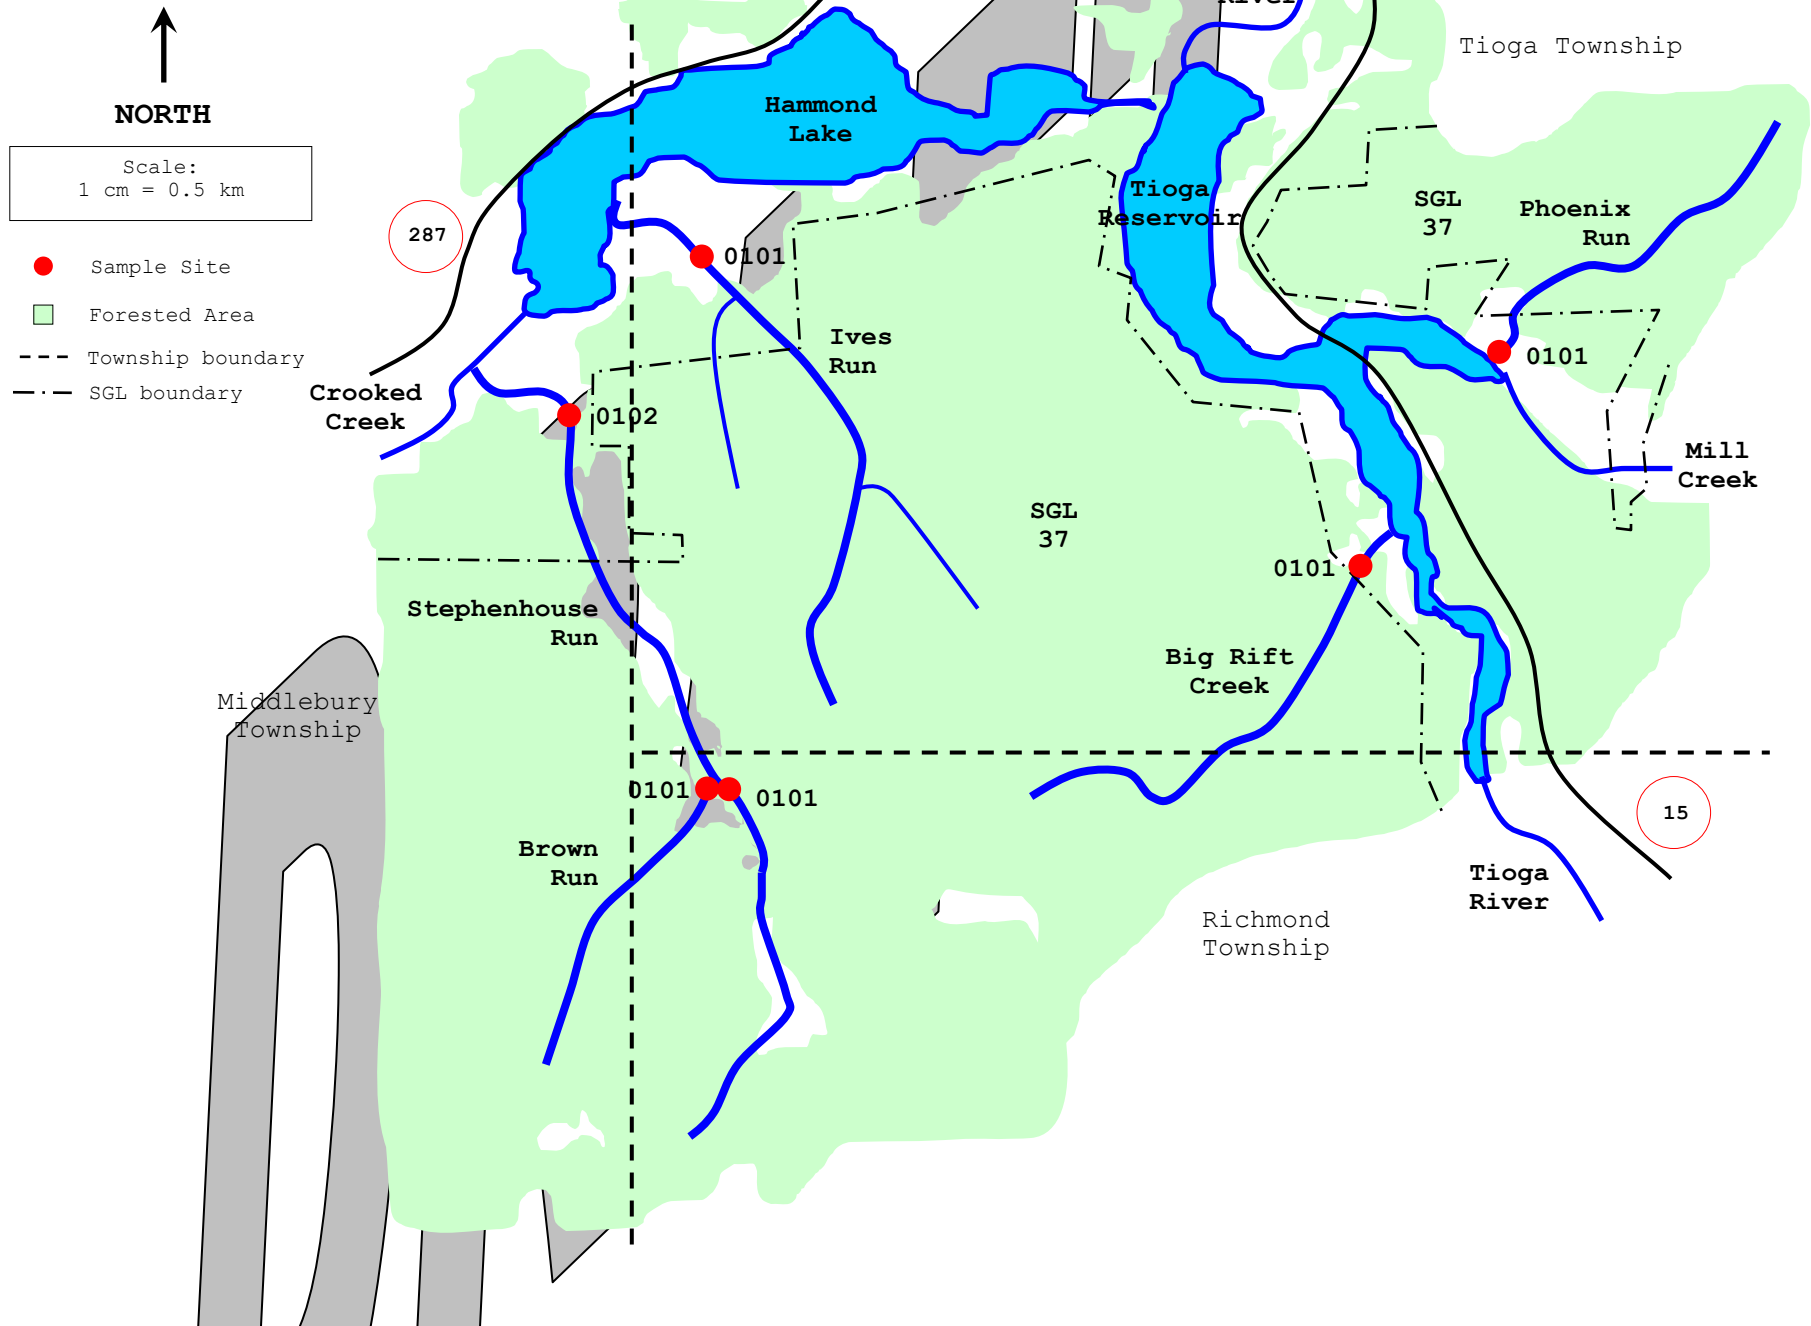 River
Tioga Township
NORTH
Scale:
1 cm = 0.5 km
Hammond
Lake
Tioga
Reservoir
SGL
37
Phoenix
Run
287
0101
Sample Site
Forested Area
Township boundary
SGL boundary
Ives
Run
0101
Crooked
Creek
0102
Mill
Creek
SGL
37
0101
Stephenhouse
Run
Big Rift
Creek
Middlebury
Township
0101
0101
15
Brown
Run
Tioga
River
Richmond
Township